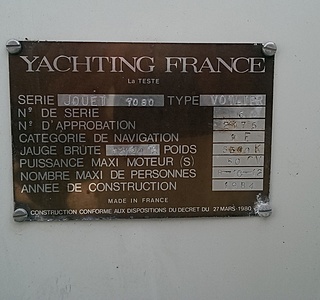 YACHTING FRANCE
La TESTE
SERIE JOUET 9080 TYPE VOILIER
N° DE SERIE
N° D'APPROBATION
CATEGORIE DE NAVIGATION
JAUGE BRUTE POIDS
PUISSANCE MAXI MOTEUR (S) CV
NOMBRE MAXI DE PERSONNES
ANNEE DE CONSTRUCTION
MADE IN FRANCE
CONSTRUCTION CONFORME AUX DISPOSITIONS DU DECRET DU 27 MARS 1980